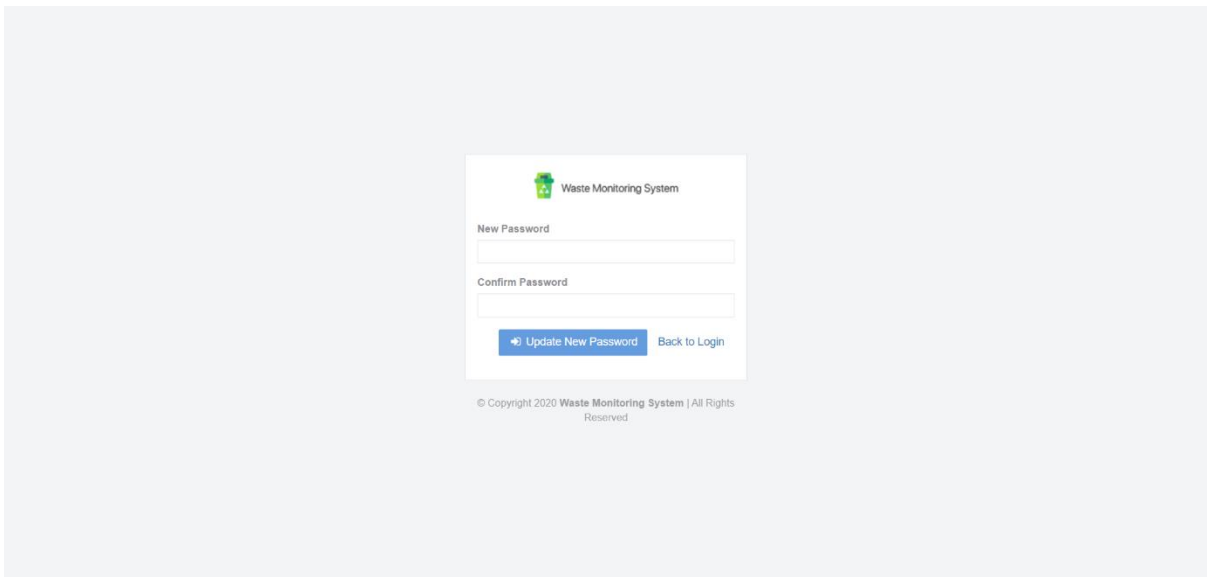 Waste Monitoring System
New Password
Confirm Password
Update New Password Back to Login
© Copyright 2020 Waste Monitoring System | All Rights
Reserved